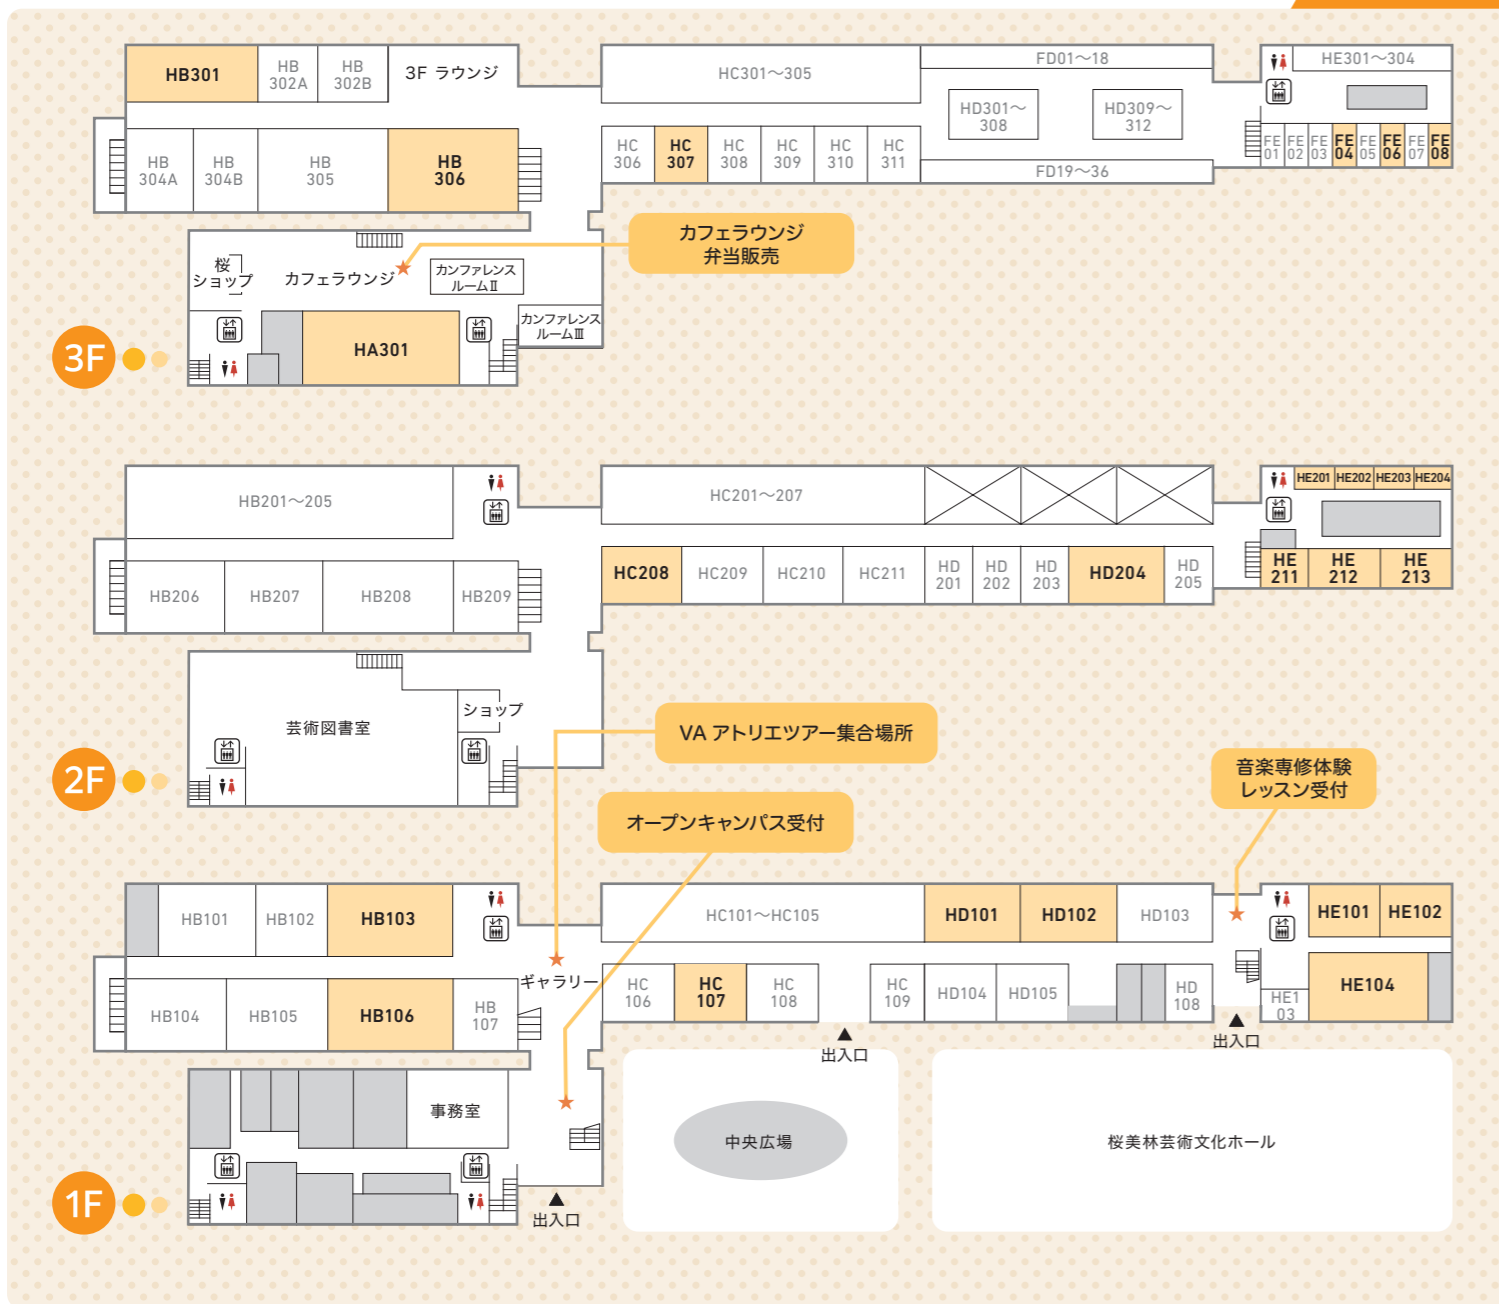 HB301
HB
302A
HB
302B
3F ラウンジ
HC301～305
FD01～18
HE301～304
HD301～
308
HD309～
312
HB
304A
HB
304B
HB
305
HB
306
HC
306
HC
307
HC
308
HC
309
HC
310
HC
311
FD19～36
FE
01
FE
02
FE
03
FE
04
FE
05
FE
06
FE
07
FE
08
カフェラウンジ
弁当販売
桜
ショップ
カフェラウンジ
カンファレンス
ルームⅡ
カンファレンス
ルームⅢ
HA301
3F
HB201～205
HC201～207
HE201
HE202
HE203
HE204
HB206
HB207
HB208
HB209
HC208
HC209
HC210
HC211
HD
201
HD
202
HD
203
HD204
HD
205
HE
211
HE
212
HE
213
芸術図書室
ショップ
2F
VA アトリエツアー集合場所
音楽専修体験
レッスン受付
オープンキャンパス受付
HB101
HB102
HB103
HC101～HC105
HD101
HD102
HD103
HE101
HE102
ギャラリー
HB104
HB105
HB106
HB
107
HC
106
HC
107
HC
108
HC
109
HD104
HD105
HD
108
HE1
03
HE104
出入口
出入口
事務室
中央広場
桜美林芸術文化ホール
1F
出入口